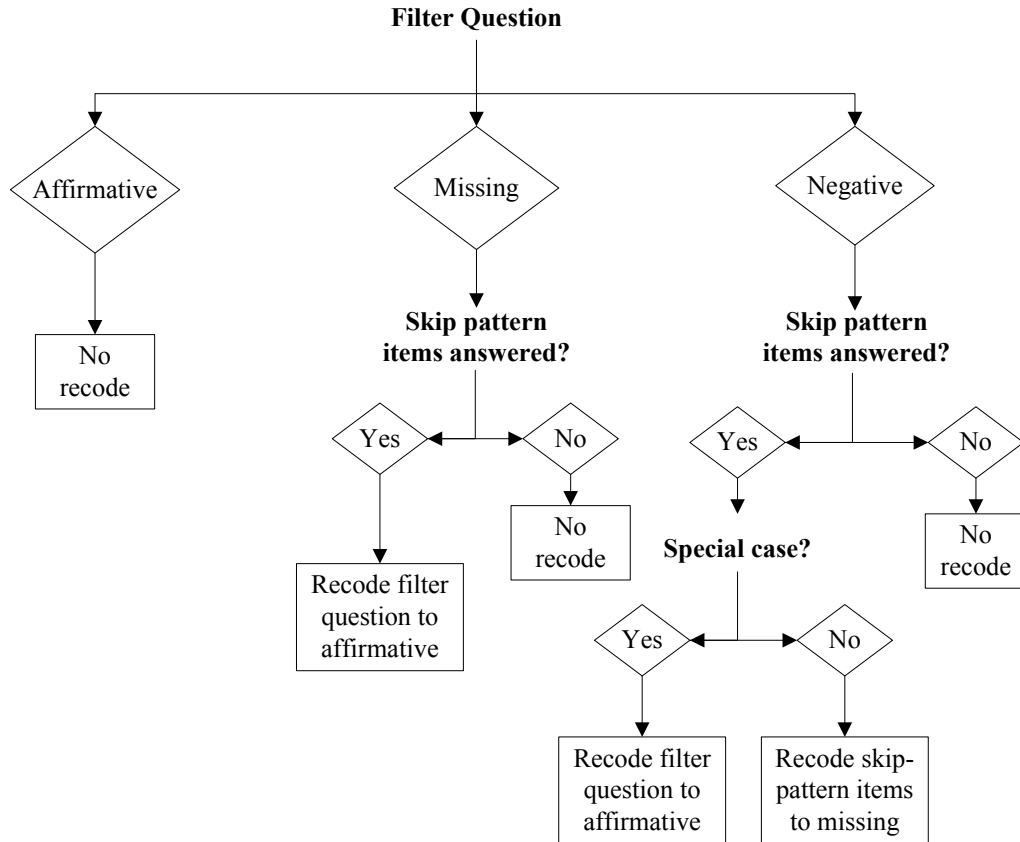 Filter Question
Affirmative
Missing
Negative
No
recode
Skip pattern
items answered?
Skip pattern
items answered?
Yes
No
Yes
No
Recode filter
question to
affirmative
No
recode
Special case?
No
recode
Yes
No
Recode filter
question to
affirmative
Recode skip-
pattern items
to missing